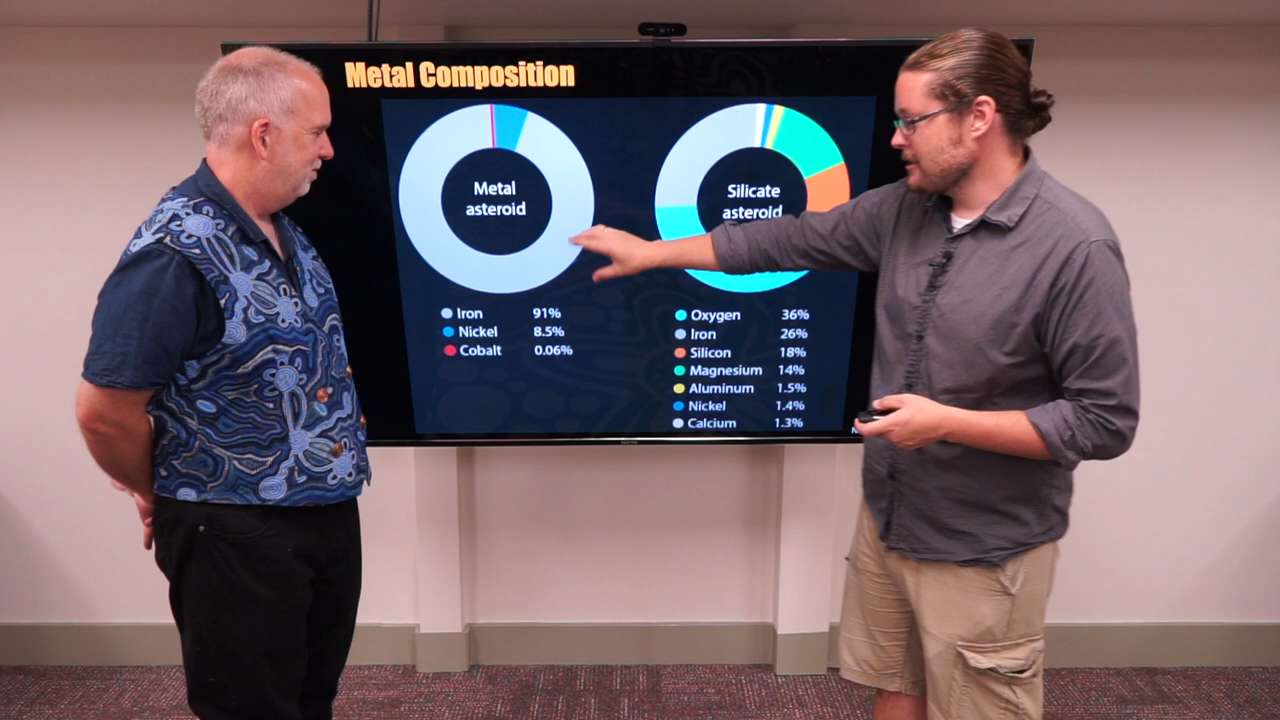 Metal Composition
Metal
asteroid
Iron 91%
Nickel 8.5%
Cobalt 0.06%
Silicate
asteroid
Oxygen 36%
Iron 26%
Silicon 18%
Magnesium 14%
Aluminum 1.5%
Nickel 1.4%
Calcium 1.3%